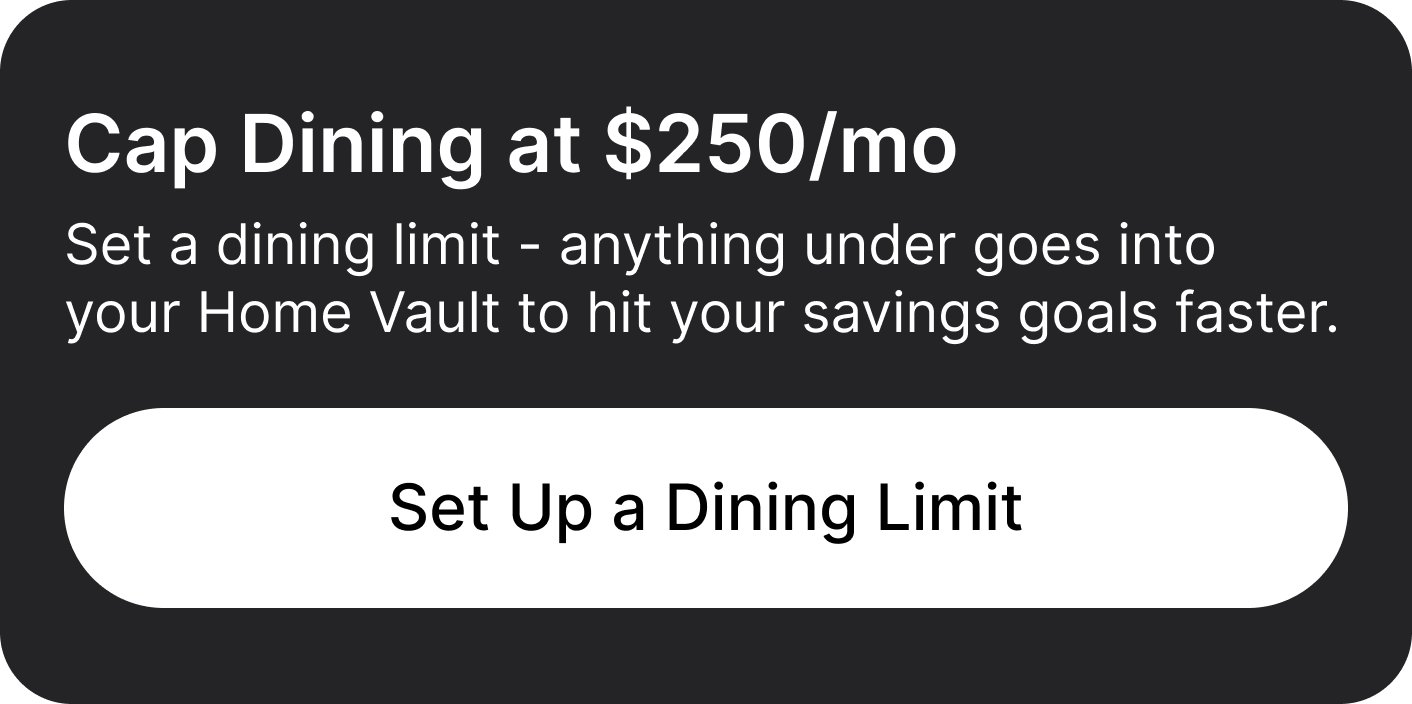 Cap Dining at $250/mo
Set a dining limit - anything under goes into
your Home Vault to hit your savings goals faster.
Set Up a Dining Limit